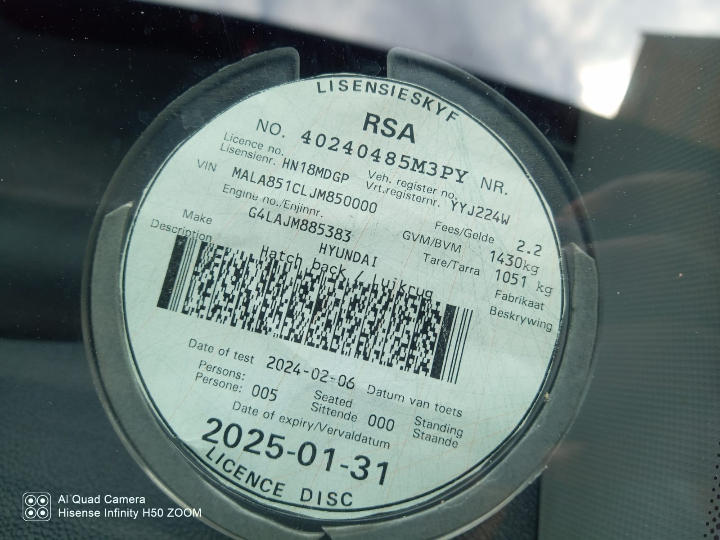 LISENSIESKYF
RSA
NO. 40240485M3PY NR.
Licence no. HN18MDGP Veh. register no. YYJ224W
Lisensienr. Vrt.registernr.
VIN MALA851CLJM850000 Fees/Gelde 2.2
Engine no./Enjinnr. GVM/BVM 1430kg
G4LAJM885383 Tare/Tarra 1051 kg
Make HYUNDAI Fabrikaat
Description Hatch back / Luikrug Beskrywing
Date of test 2024-02-06 Datum van toets
Persons: Seated Standing
Persone: 005 Sittende 000 Staande
Date of expiry/Vervaldatum
2025-01-31
LICENCE DISC
AI Quad Camera
Hisense Infinity H50 ZOOM